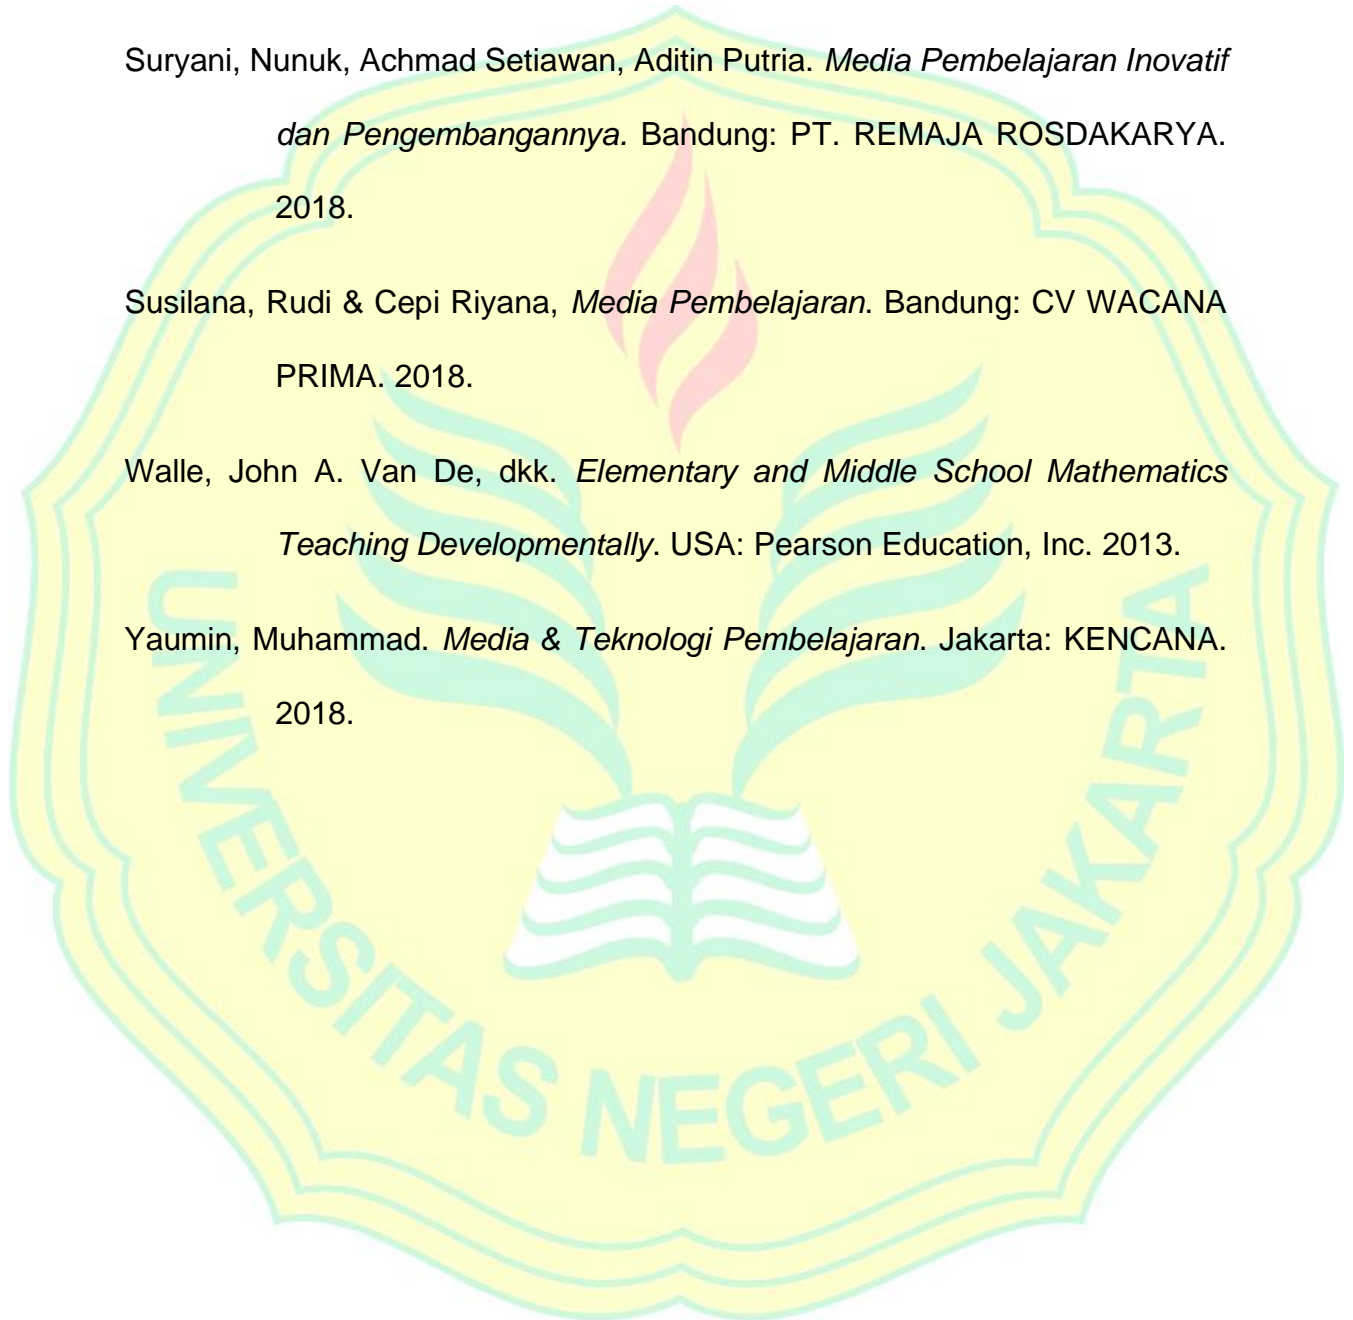 Suryani, Nunuk, Achmad Setiawan, Aditin Putria. Media Pembelajaran Inovatif
dan Pengembangannya. Bandung: PT. REMAJA ROSDAKARYA.
2018.
Susilana, Rudi & Cepi Riyana, Media Pembelajaran. Bandung: CV WACANA
PRIMA. 2018.
Walle, John A. Van De, dkk. Elementary and Middle School Mathematics
Teaching Developmentally. USA: Pearson Education, Inc. 2013.
Yaumin, Muhammad. Media & Teknologi Pembelajaran. Jakarta: KENCANA.
2018.
UNIVERSITAS NEGERI JAKARTA